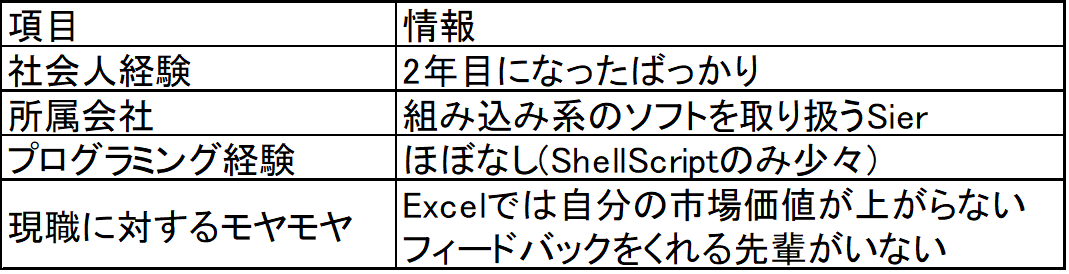 項目 情報
社会人経験 2年目になったばっかり
所属会社 組み込み系のソフトを取り扱うSier
プログラミング経験 ほぼなし(ShellScriptのみ少々)
現職に対するモヤモヤ Excelでは自分の市場価値が上がらない
フィードバックをくれる先輩がいない